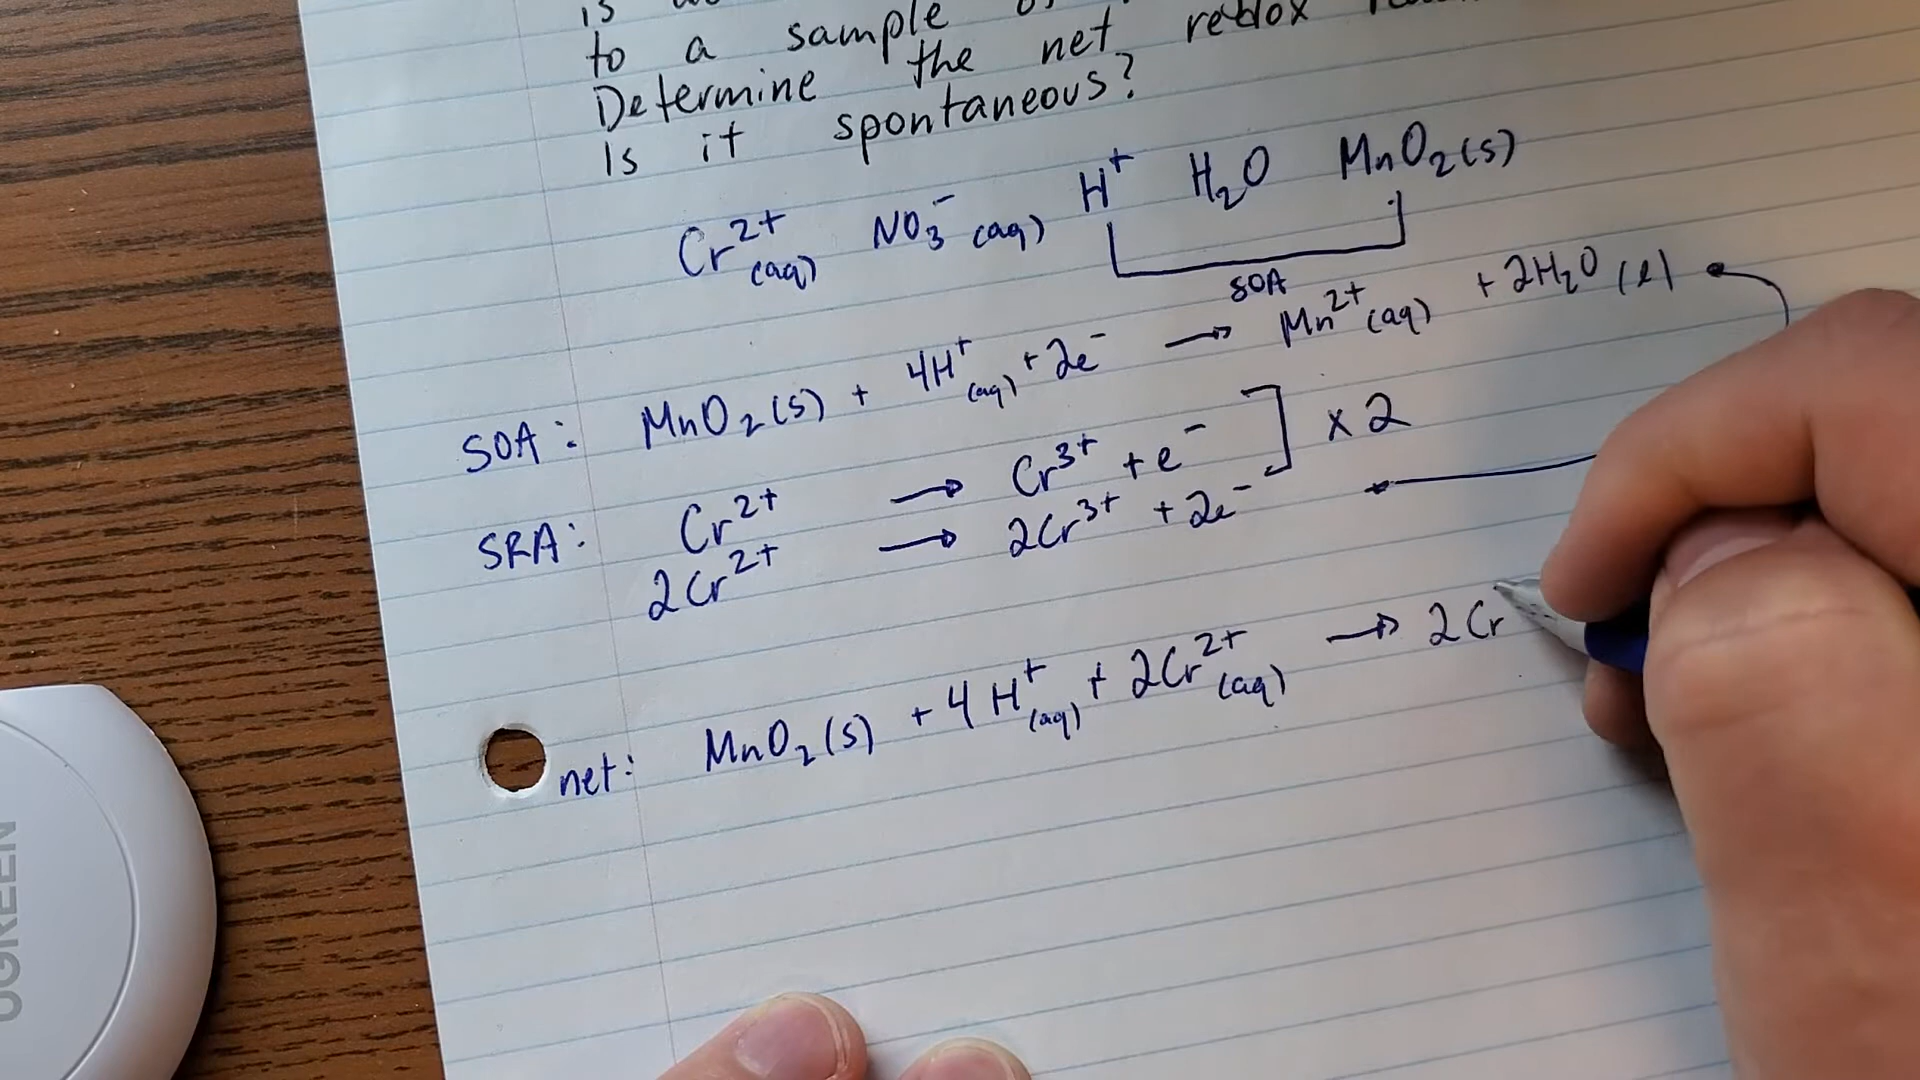 is
to a sample
Determine the net redox
Is it spontaneous?
Cr²⁺(aq) NO₃⁻(aq) H⁺ H₂O MnO₂(s)
SOA
SOA: MnO₂(s) + 4H⁺(aq) + 2e⁻ → Mn²⁺(aq) + 2H₂O(l)
SRA: Cr²⁺ → Cr³⁺ + e⁻ ] x 2
2Cr²⁺ → 2Cr³⁺ + 2e⁻
net: MnO₂(s) + 4H⁺(aq) + 2Cr²⁺(aq) → 2Cr
UGREEN